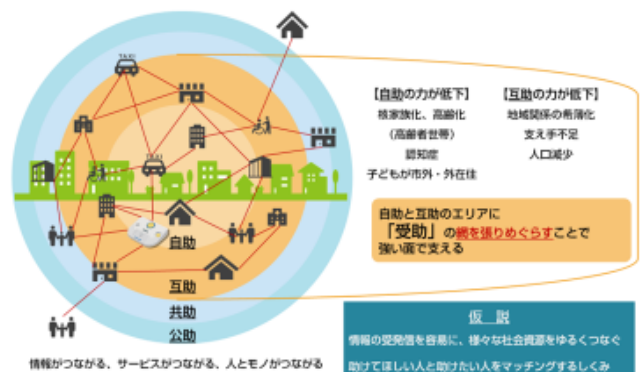 TAXI
TAXI
自助
互助
共助
公助
情報がつながる、サービスがつながる、人とモノがつながる
【自助の力が低下】
核家族化、高齢化
（高齢者世帯）
認知症
子どもが市外・外在住
【互助の力が低下】
地域関係の希薄化
支え手不足
人口減少
自助と互助のエリアに
「受助」の網を張りめぐらすことで
強い面で支える
仮 説
情報の受発信を容易に、様々な社会資源をゆるくつなぐ
助けてほしい人と助けたい人をマッチングするしくみ